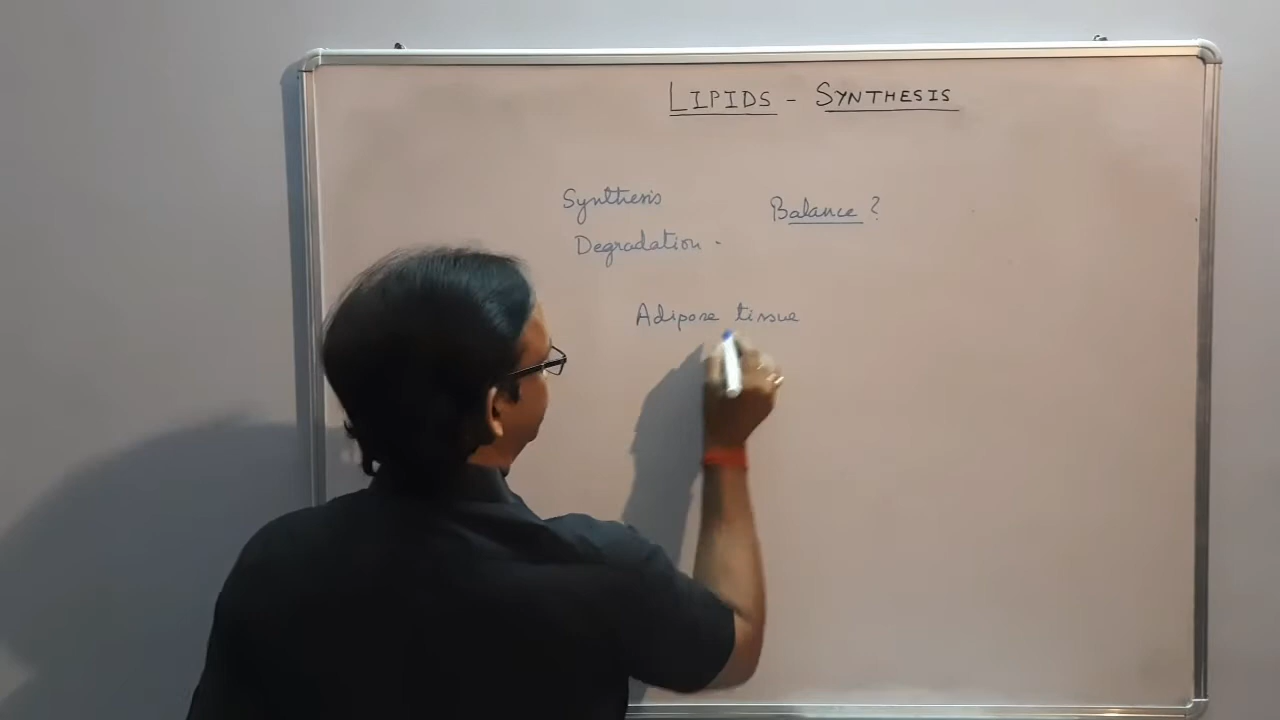 LIPIDS - SYNTHESIS
Synthesis
Balance ?
Degradation -
Adipose tissue